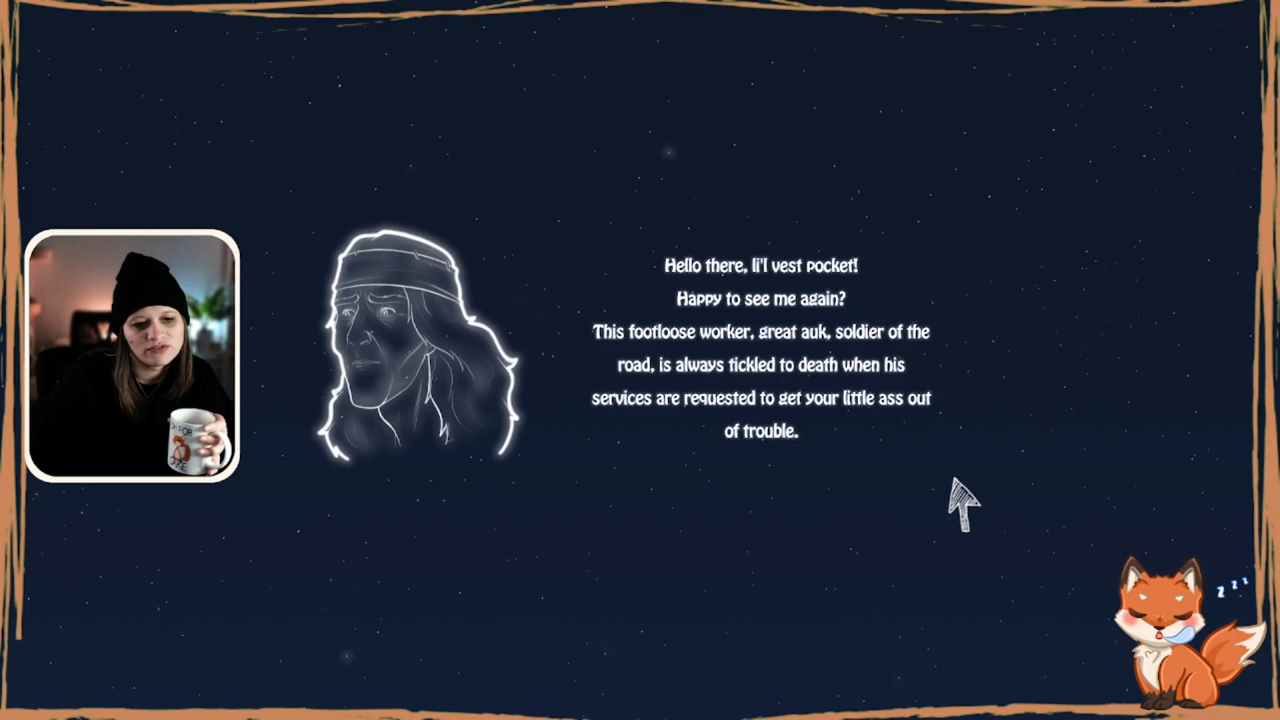 Hello there, li'l vest pocket!
Happy to see me again?
This footloose worker, great auk, soldier of the
road, is always tickled to death when his
services are requested to get your little ass out
of trouble.
z z z
FOR